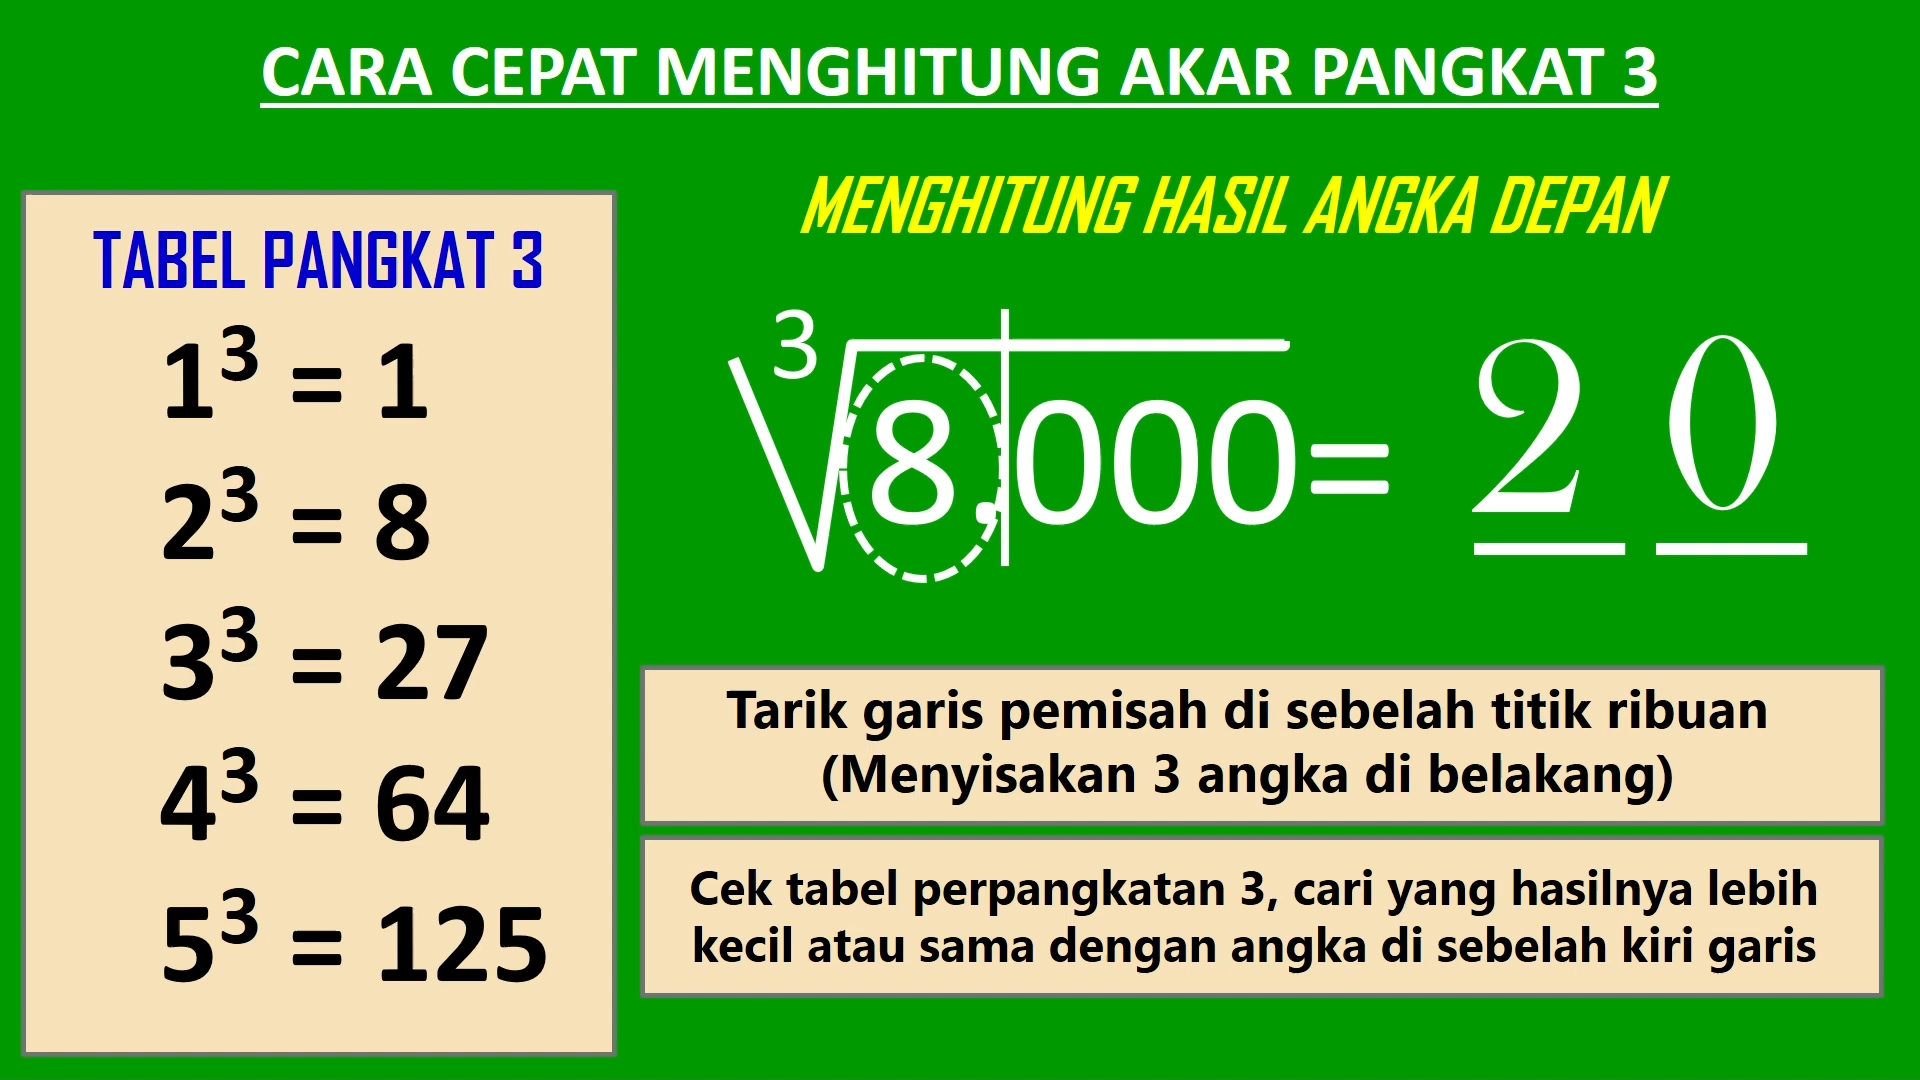 CARA CEPAT MENGHITUNG AKAR PANGKAT 3
TABEL PANGKAT 3
1³ = 1
2³ = 8
3³ = 27
4³ = 64
5³ = 125
MENGHITUNG HASIL ANGKA DEPAN
³√8.000= 2 0
Tarik garis pemisah di sebelah titik ribuan
(Menyisakan 3 angka di belakang)
Cek tabel perpangkatan 3, cari yang hasilnya lebih
kecil atau sama dengan angka di sebelah kiri garis